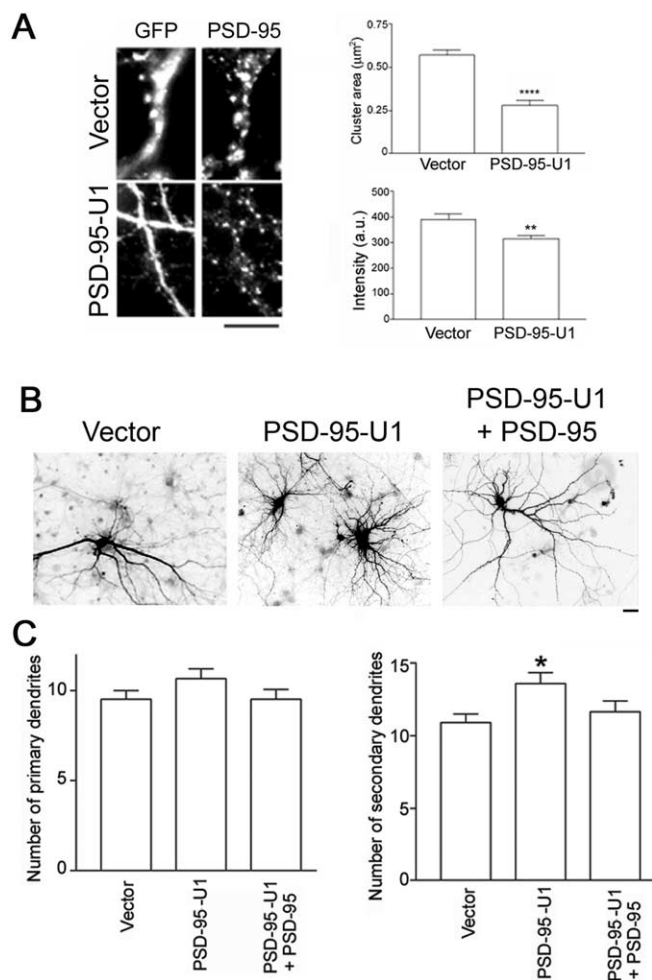 A
GFP
PSD-95
Vector
PSD-95-U1
Cluster area (μm²)
0.75
0.50
0.25
0
****
Vector
PSD-95-U1
Intensity (a.u.)
500
400
300
200
100
0
**
Vector
PSD-95-U1
B
Vector
PSD-95-U1
PSD-95-U1
+ PSD-95
C
Number of primary dendrites
10
5
0
Vector
PSD-95-U1
PSD-95-U1
+ PSD-95
Number of secondary dendrites
15
10
5
0
*
Vector
PSD-95-U1
PSD-95-U1
+ PSD-95